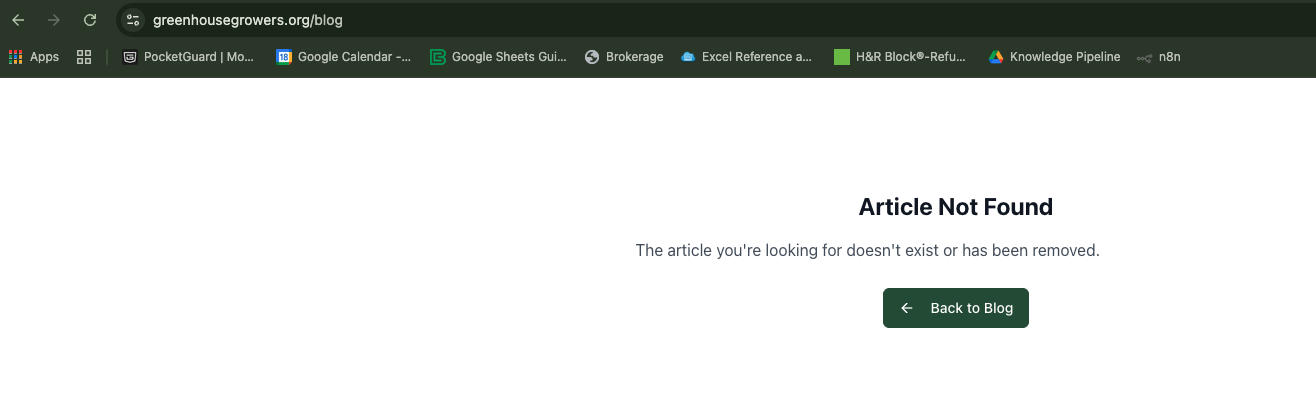 greenhousegrowers.org/blog
Apps PocketGuard | Mo... Google Calendar -... Google Sheets Gui... Brokerage Excel Reference a... H&R Block®-Refu... Knowledge Pipeline n8n
18
Article Not Found
The article you're looking for doesn't exist or has been removed.
← Back to Blog